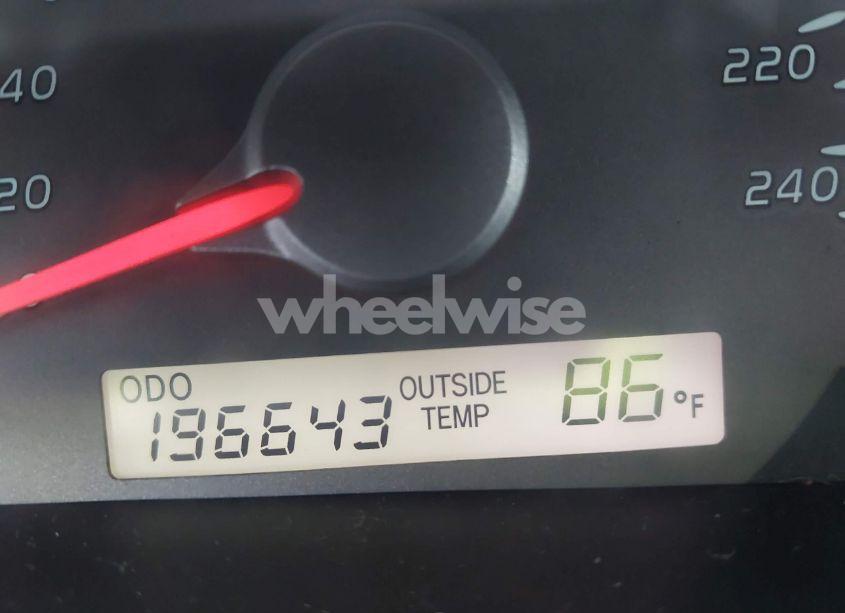 40
220
20
240
wheelwise
ODO
196643
OUTSIDE
TEMP
86 °F